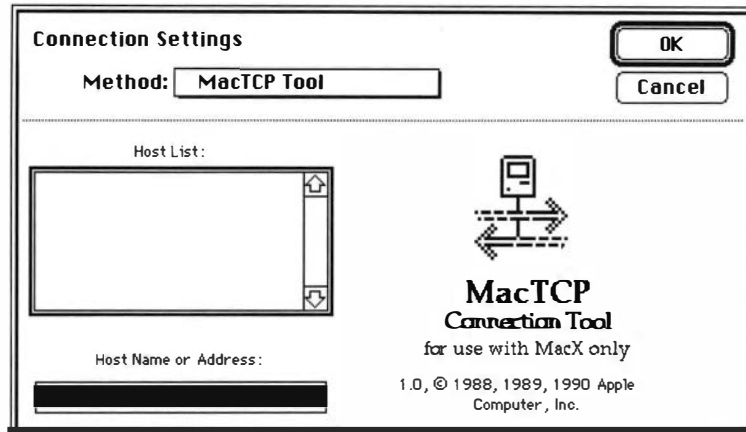 Connection Settings
OK
Method: MacTCP Tool
Cancel
Host List:
MacTCP
Connection Tool
for use with MacX only
Host Name or Address:
1.0, © 1988, 1989, 1990 Apple
Computer, Inc.